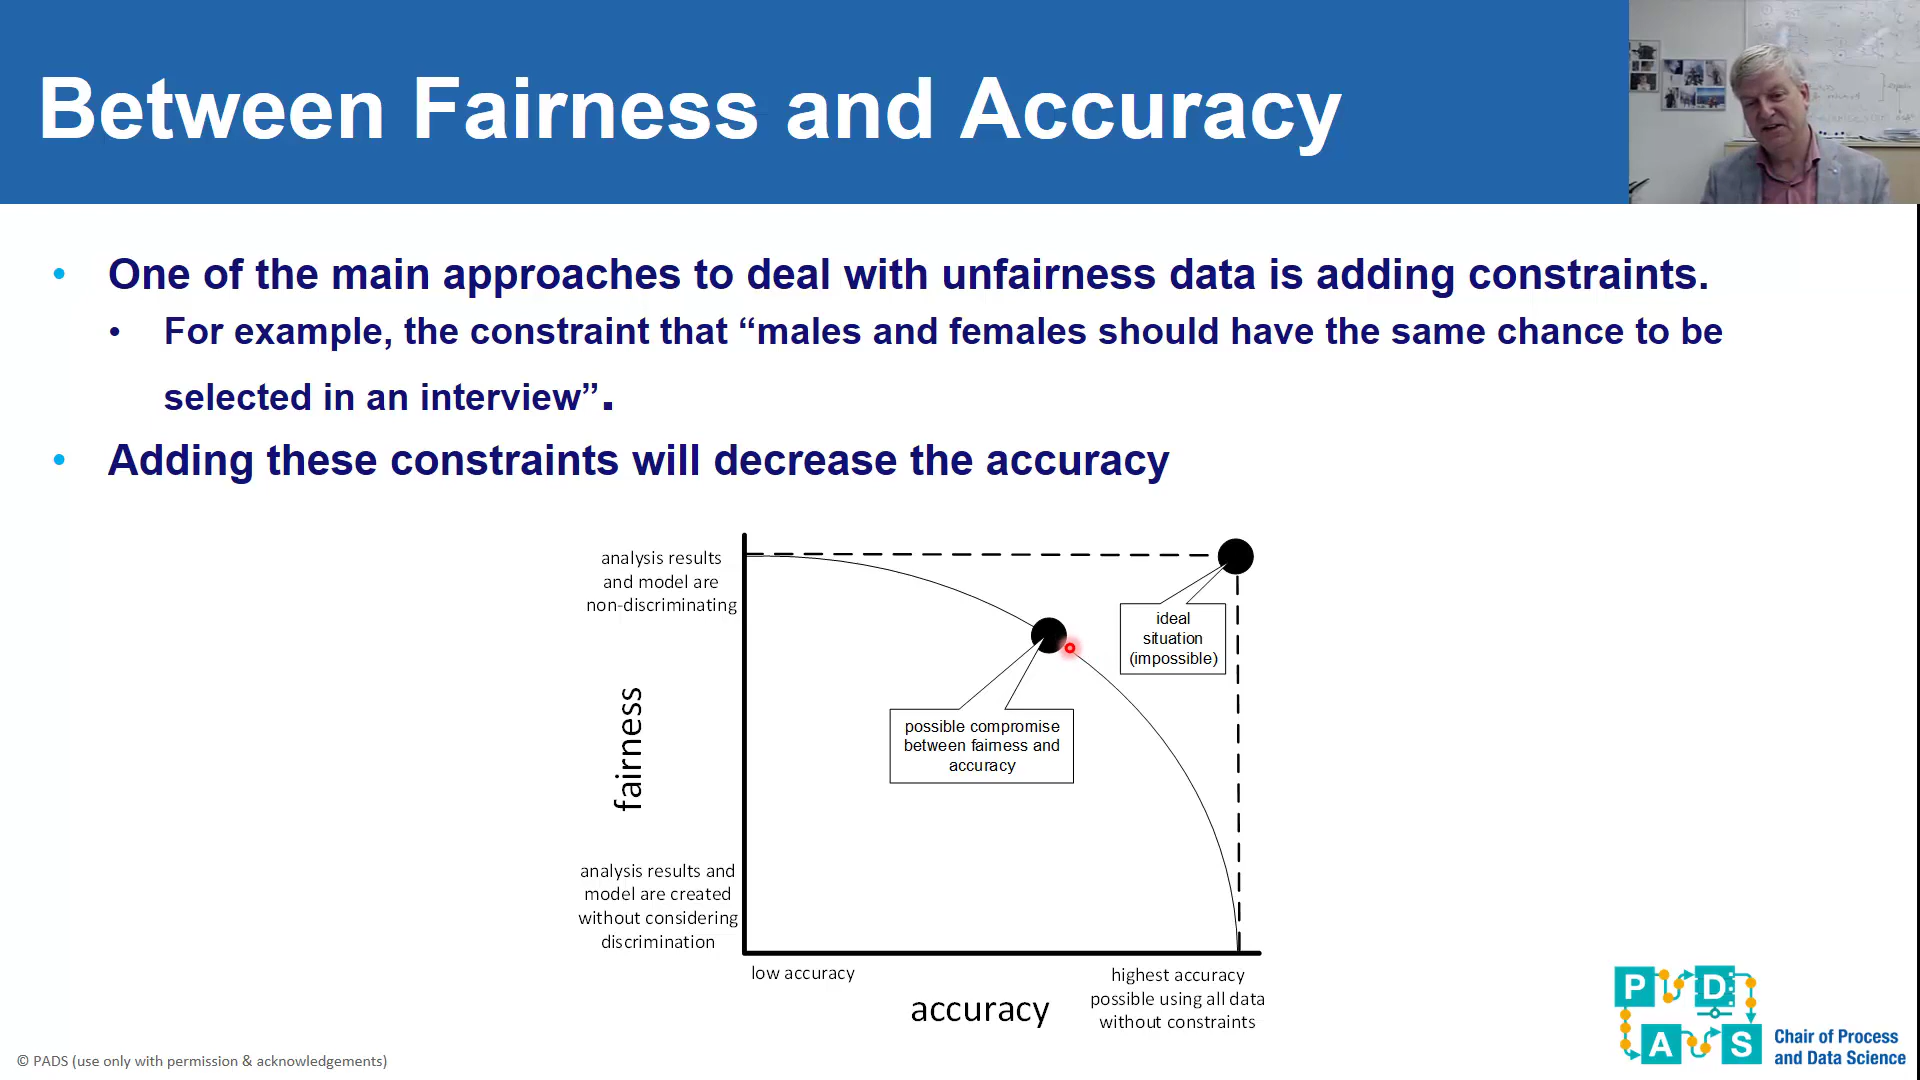 Between Fairness and Accuracy
• One of the main approaches to deal with unfairness data is adding constraints.
• For example, the constraint that “males and females should have the same chance to be
selected in an interview”.
• Adding these constraints will decrease the accuracy
analysis results
and model are
non-discriminating
ideal
situation
(impossible)
possible compromise
between fairness and
accuracy
fairness
analysis results and
model are created
without considering
discrimination
low accuracy
accuracy
highest accuracy
possible using all data
without constraints
P D
A S
Chair of Process
and Data Science
© PADS (use only with permission & acknowledgements)